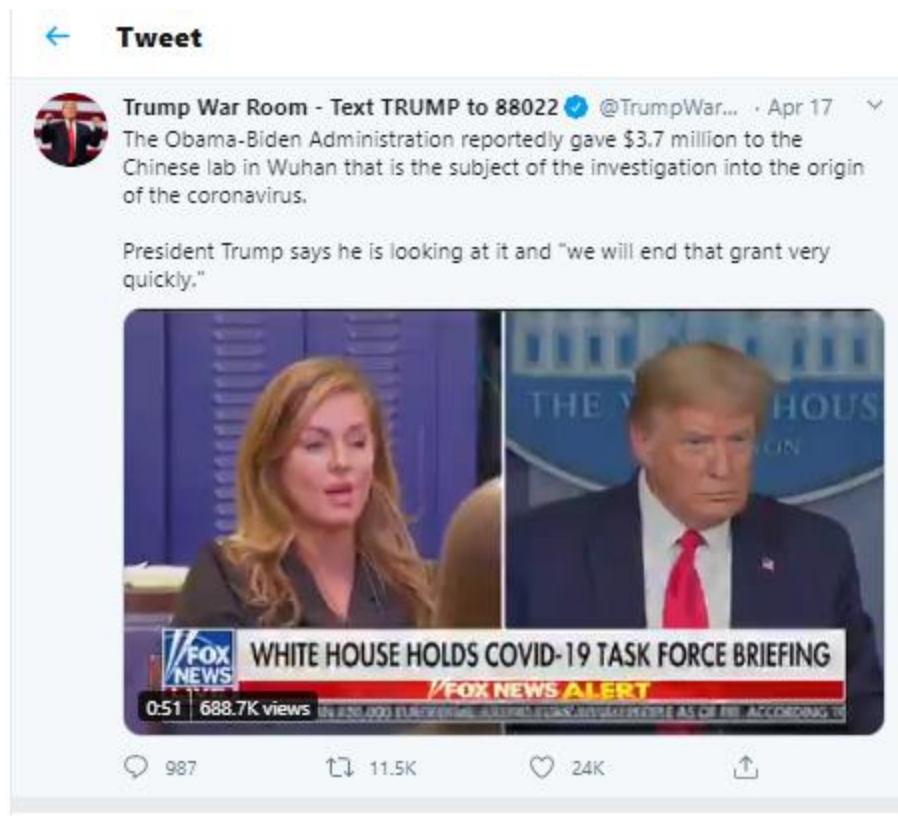 Tweet
Trump War Room - Text TRUMP to 88022 @TrumpWar... · Apr 17
The Obama-Biden Administration reportedly gave $3.7 million to the
Chinese lab in Wuhan that is the subject of the investigation into the origin
of the coronavirus.
President Trump says he is looking at it and "we will end that grant very
quickly."
THE HOUS
ON
FOX
NEWS
WHITE HOUSE HOLDS COVID-19 TASK FORCE BRIEFING
FOX NEWS ALERT
0:51 688.7K views
ACCORDING
987 11.5K 24K